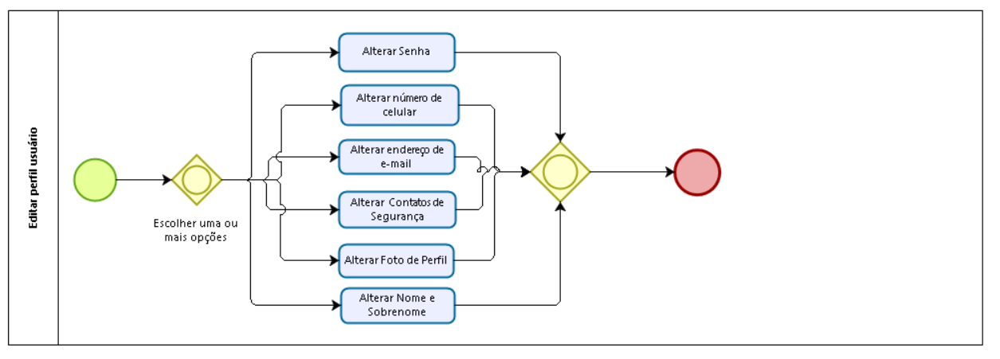 Editar perfil usuário
Escolher uma ou
mais opções
Alterar Senha
Alterar número de
celular
Alterar endereço de
e-mail
Alterar Contatos de
Segurança
Alterar Foto de Perfil
Alterar Nome e
Sobrenome